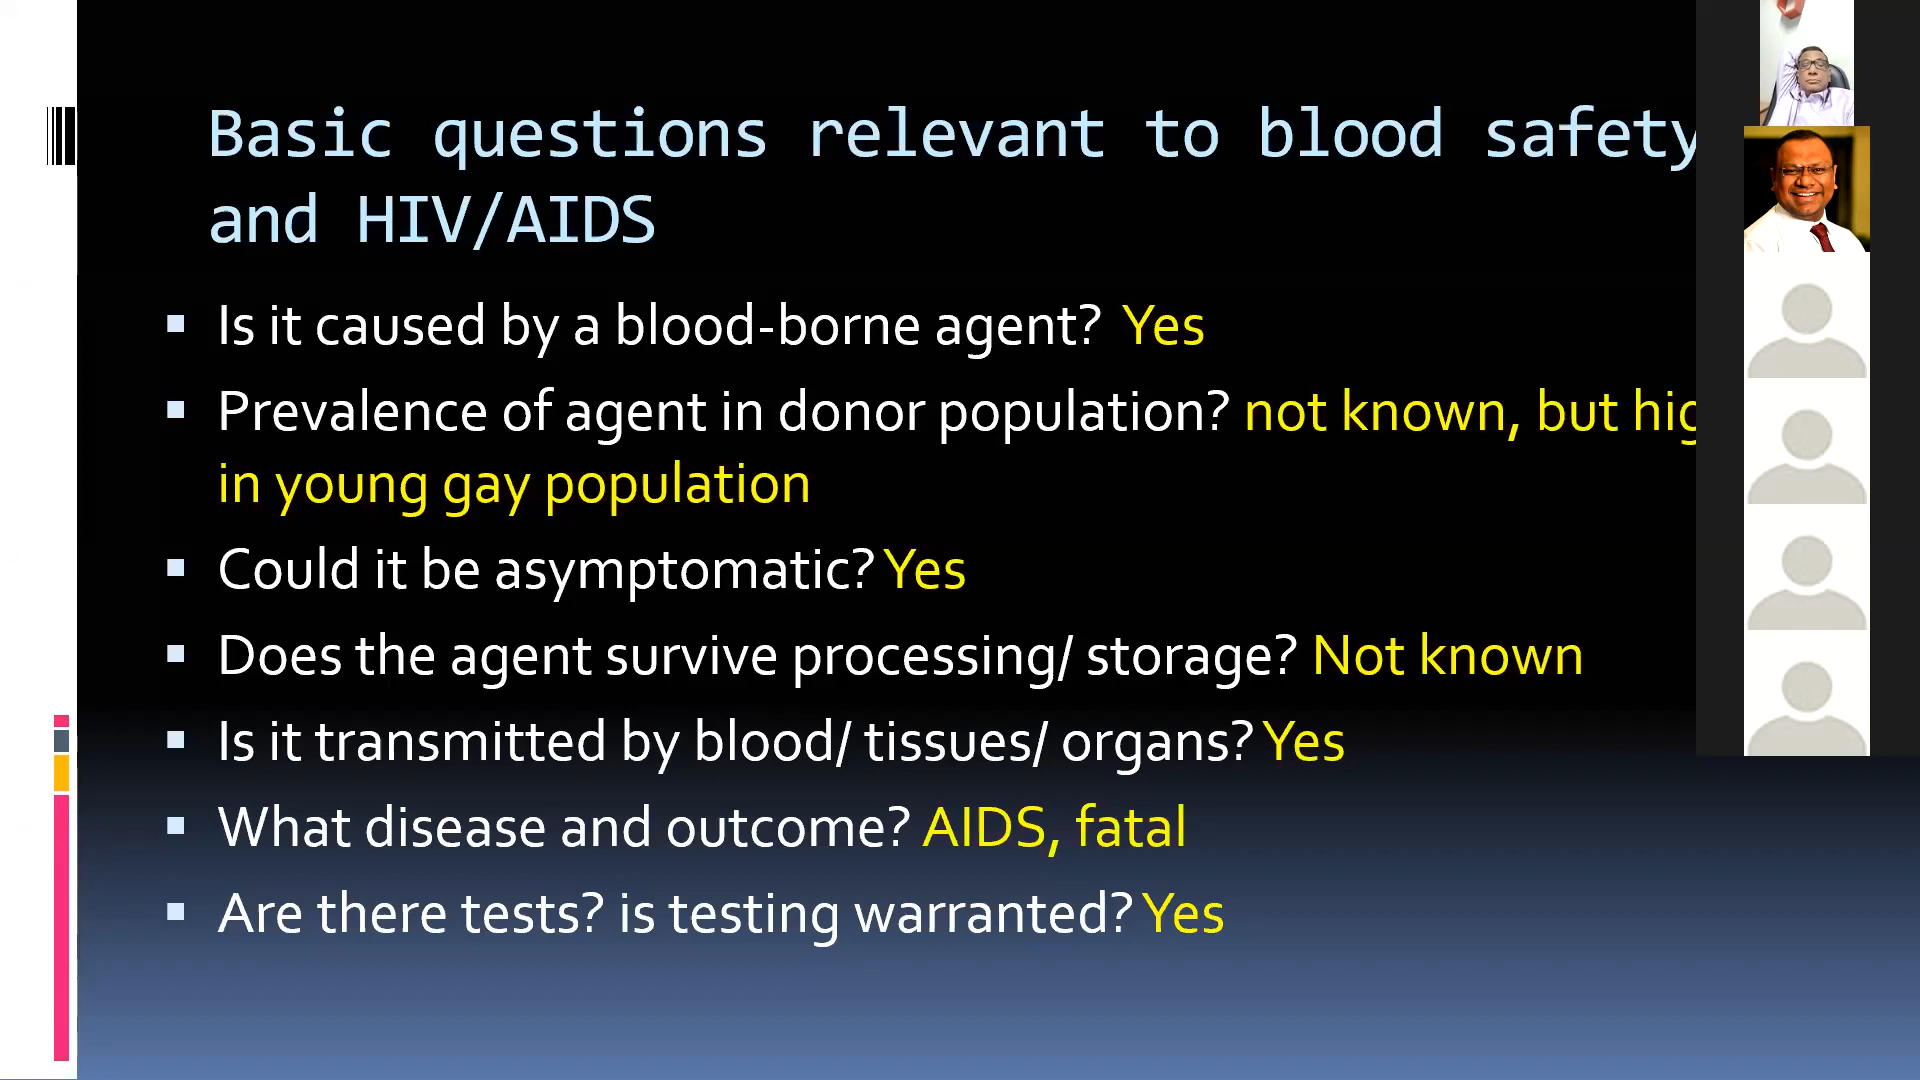 Basic questions relevant to blood safety
and HIV/AIDS
Is it caused by a blood-borne agent? Yes
Prevalence of agent in donor population? not known, but
in young gay population
Could it be asymptomatic? Yes
Does the agent survive processing/ storage? Not known
Is it transmitted by blood/ tissues/ organs? Yes
What disease and outcome? AIDS, fatal
Are there tests? is testing warranted? Yes